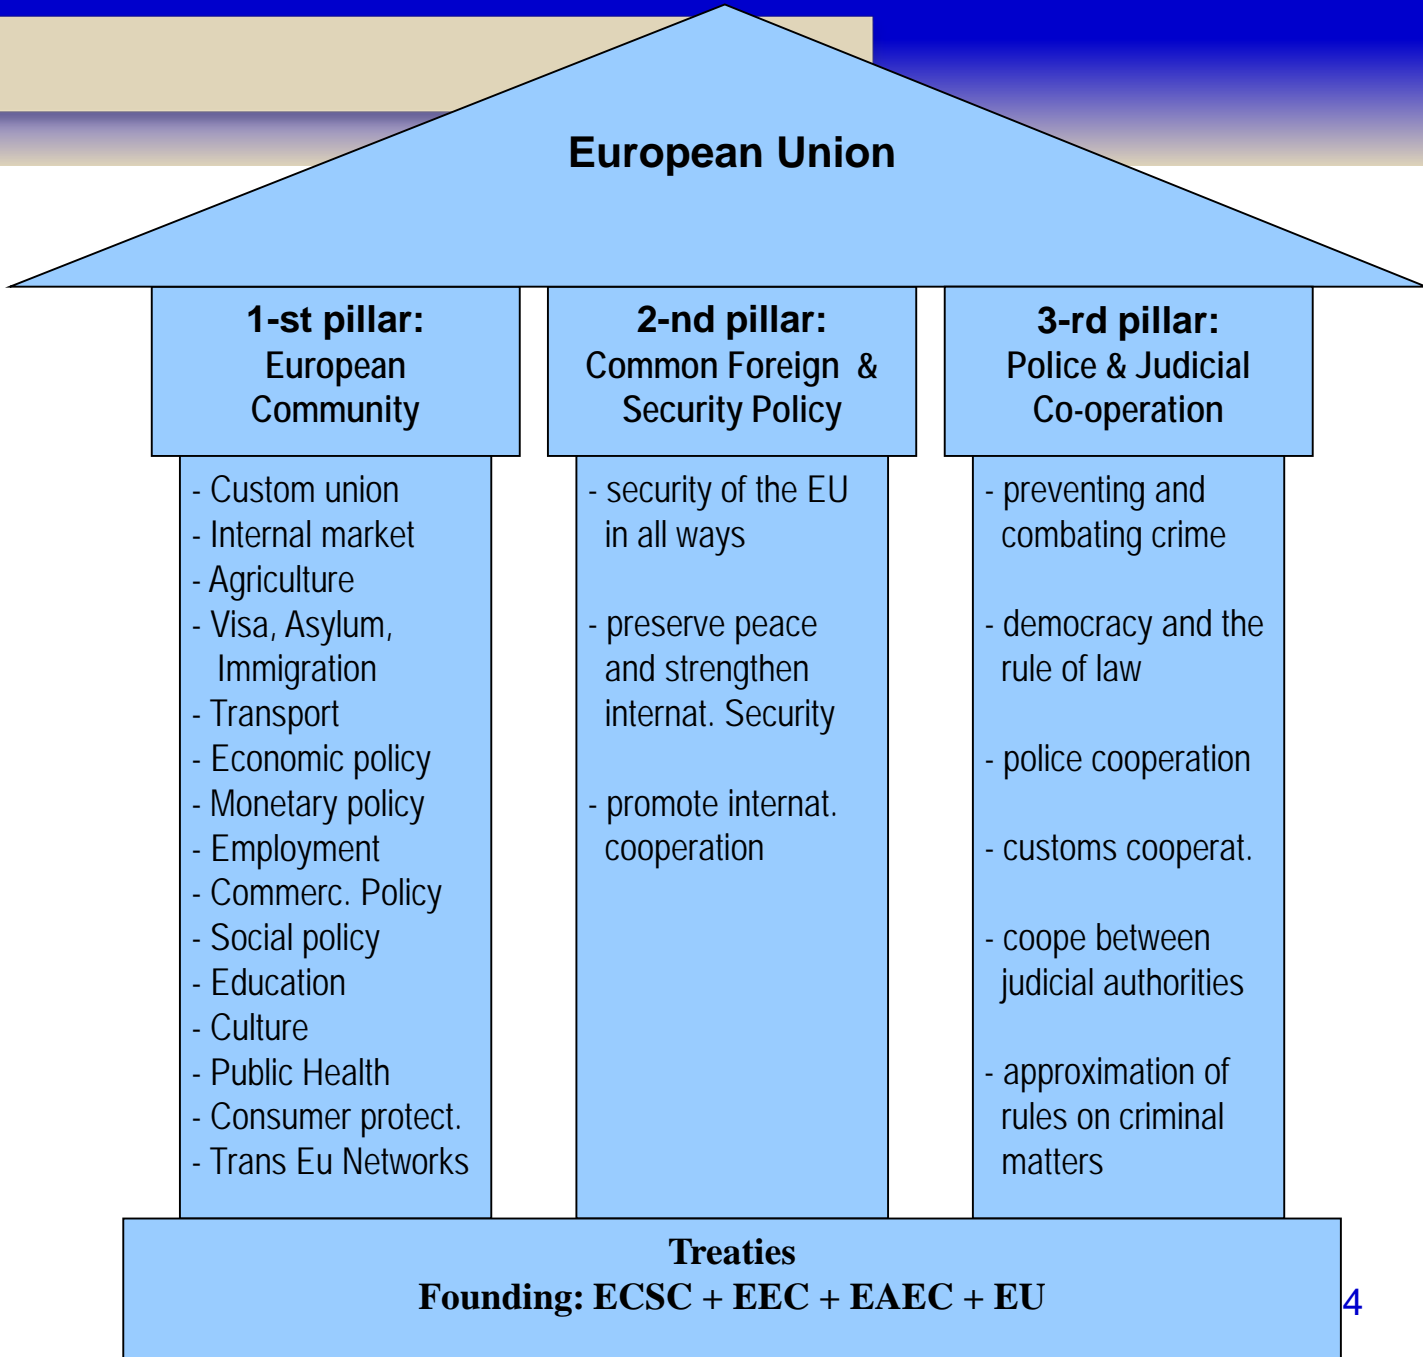 European Union
1-st pillar:
European
Community
- Custom union
- Internal market
- Agriculture
- Visa, Asylum,
Immigration
- Transport
- Economic policy
- Monetary policy
- Employment
- Commerc. Policy
- Social policy
- Education
- Culture
- Public Health
- Consumer protect.
- Trans Eu Networks
2-nd pillar:
Common Foreign &
Security Policy
- security of the EU
in all ways
- preserve peace
and strengthen
internat. Security
- promote internat.
cooperation
3-rd pillar:
Police & Judicial
Co-operation
- preventing and
combating crime
- democracy and the
rule of law
- police cooperation
- customs cooperat.
- coope between
judicial authorities
- approximation of
rules on criminal
matters
Treaties
Founding: ECSC + EEC + EAEC + EU
4